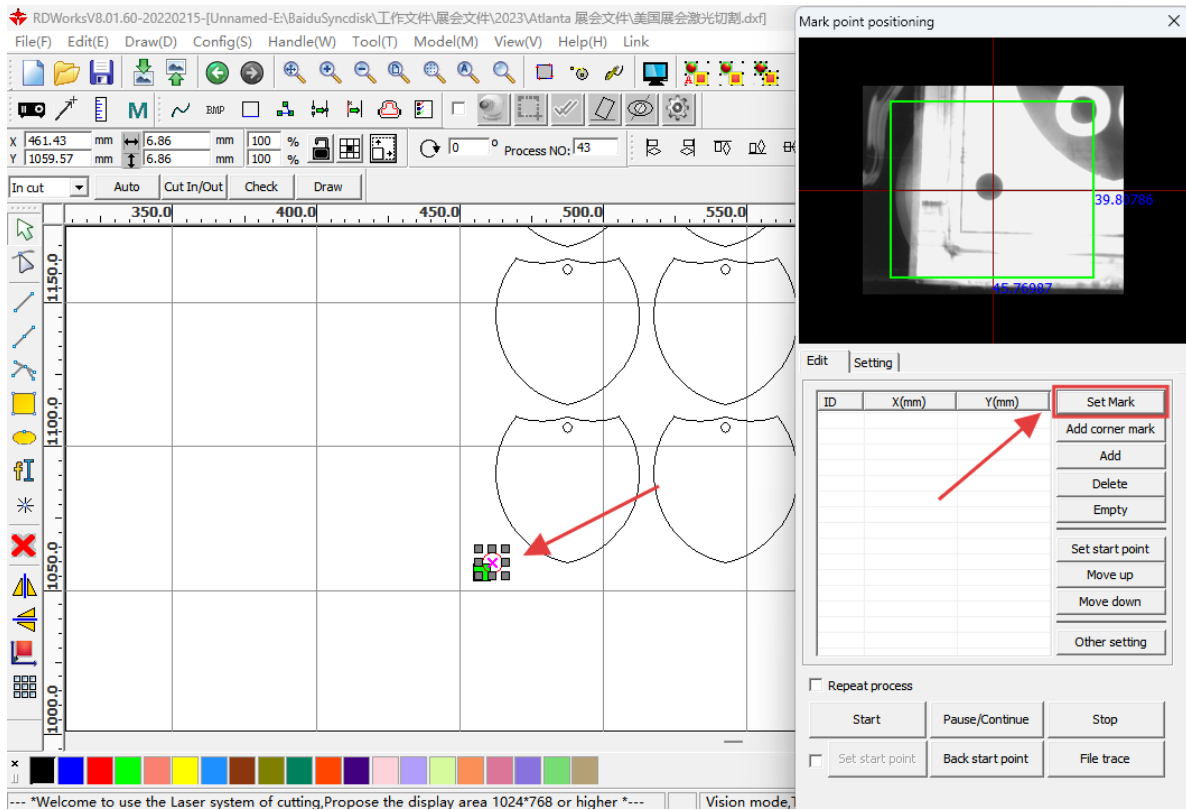 RDWorksV8.01.60-20220215-[Unnamed-E:\BaiduSyncdisk\工作文件\展会文件\2023\Atlanta 展会文件\美国展会激光切割.dxf]
File(F) Edit(E) Draw(D) Config(S) Handle(W) Tool(T) Model(M) View(V) Help(H) Link
M BMP
X 461.43 mm 6.86 mm 100 %
Y 1059.57 mm 6.86 mm 100 %
0 ° Process NO: 43
In cut Auto Cut In/Out Check Draw
350.0 400.0 450.0 500.0 550.0
1150.0
1100.0
1050.0
1000.0
--- *Welcome to use the Laser system of cutting,Propose the display area 1024*768 or higher *---
Vision mode,
Mark point positioning
39.80786
45.76987
Edit Setting
ID X(mm) Y(mm)
Set Mark
Add corner mark
Add
Delete
Empty
Set start point
Move up
Move down
Other setting
Repeat process
Start Pause/Continue Stop
Set start point Back start point File trace